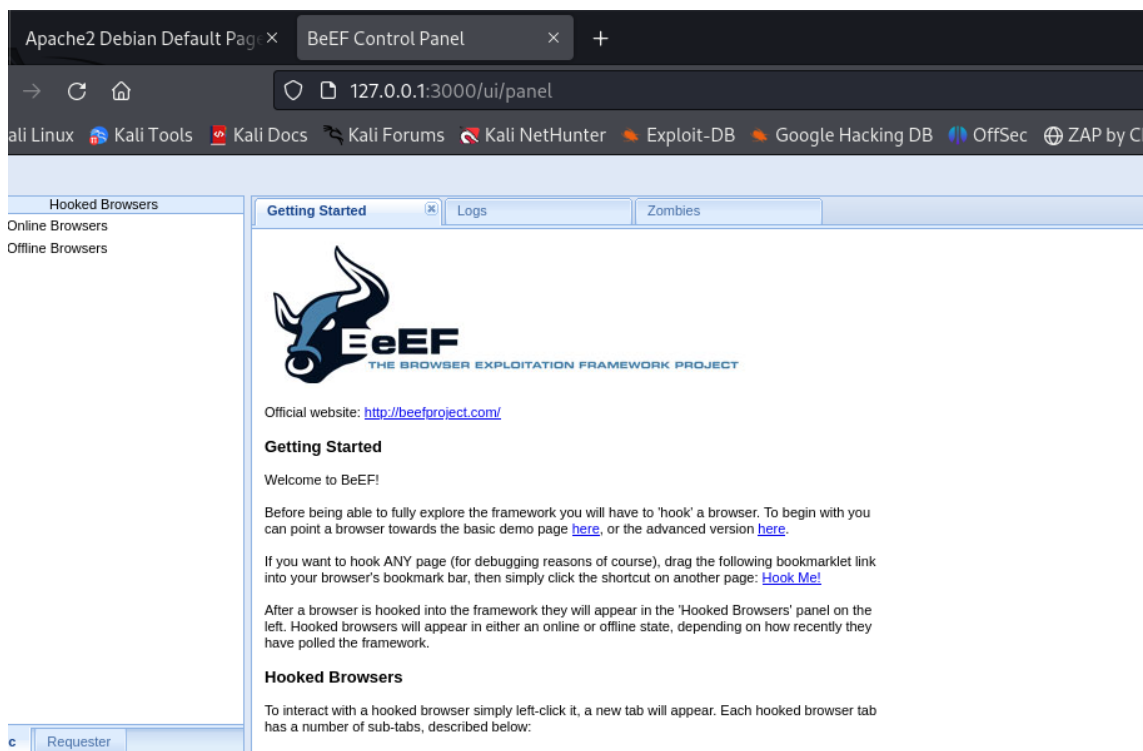 Apache2 Debian Default Page
BeEF Control Panel
127.0.0.1:3000/ui/panel
ali Linux Kali Tools Kali Docs Kali Forums Kali NetHunter Exploit-DB Google Hacking DB OffSec ZAP by C
Hooked Browsers
Online Browsers
Offline Browsers
Getting Started Logs Zombies
BeEF
THE BROWSER EXPLOITATION FRAMEWORK PROJECT
Official website: http://beefproject.com/
Getting Started
Welcome to BeEF!
Before being able to fully explore the framework you will have to 'hook' a browser. To begin with you
can point a browser towards the basic demo page here, or the advanced version here.
If you want to hook ANY page (for debugging reasons of course), drag the following bookmarklet link
into your browser's bookmark bar, then simply click the shortcut on another page: Hook Me!
After a browser is hooked into the framework they will appear in the 'Hooked Browsers' panel on the
left. Hooked browsers will appear in either an online or offline state, depending on how recently they
have polled the framework.
Hooked Browsers
To interact with a hooked browser simply left-click it, a new tab will appear. Each hooked browser tab
has a number of sub-tabs, described below:
c Requester